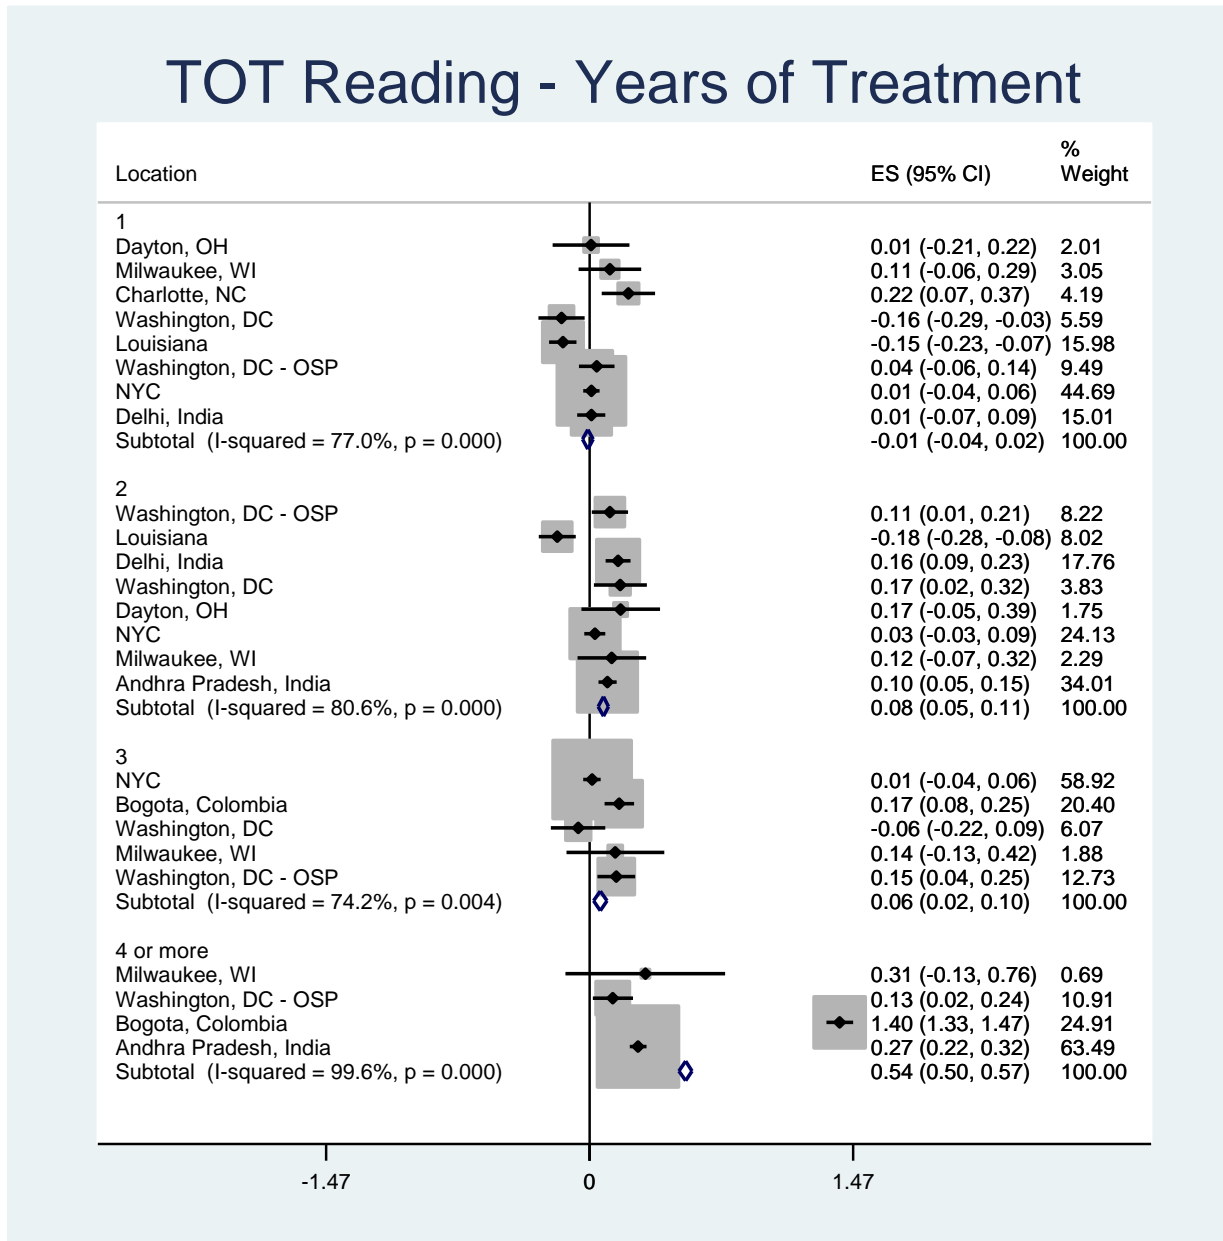 TOT Reading - Years of Treatment
%
Location ES (95% CI) Weight
1
Dayton, OH 0.01 (-0.21, 0.22) 2.01
Milwaukee, WI 0.11 (-0.06, 0.29) 3.05
Charlotte, NC 0.22 (0.07, 0.37) 4.19
Washington, DC -0.16 (-0.29, -0.03) 5.59
Louisiana -0.15 (-0.23, -0.07) 15.98
Washington, DC - OSP 0.04 (-0.06, 0.14) 9.49
NYC 0.01 (-0.04, 0.06) 44.69
Delhi, India 0.01 (-0.07, 0.09) 15.01
Subtotal (I-squared = 77.0%, p = 0.000) -0.01 (-0.04, 0.02) 100.00
2
Washington, DC - OSP 0.11 (0.01, 0.21) 8.22
Louisiana -0.18 (-0.28, -0.08) 8.02
Delhi, India 0.16 (0.09, 0.23) 17.76
Washington, DC 0.17 (0.02, 0.32) 3.83
Dayton, OH 0.17 (-0.05, 0.39) 1.75
NYC 0.03 (-0.03, 0.09) 24.13
Milwaukee, WI 0.12 (-0.07, 0.32) 2.29
Andhra Pradesh, India 0.10 (0.05, 0.15) 34.01
Subtotal (I-squared = 80.6%, p = 0.000) 0.08 (0.05, 0.11) 100.00
3
NYC 0.01 (-0.04, 0.06) 58.92
Bogota, Colombia 0.17 (0.08, 0.25) 20.40
Washington, DC -0.06 (-0.22, 0.09) 6.07
Milwaukee, WI 0.14 (-0.13, 0.42) 1.88
Washington, DC - OSP 0.15 (0.04, 0.25) 12.73
Subtotal (I-squared = 74.2%, p = 0.004) 0.06 (0.02, 0.10) 100.00
4 or more
Milwaukee, WI 0.31 (-0.13, 0.76) 0.69
Washington, DC - OSP 0.13 (0.02, 0.24) 10.91
Bogota, Colombia 1.40 (1.33, 1.47) 24.91
Andhra Pradesh, India 0.27 (0.22, 0.32) 63.49
Subtotal (I-squared = 99.6%, p = 0.000) 0.54 (0.50, 0.57) 100.00
-1.47 0 1.47